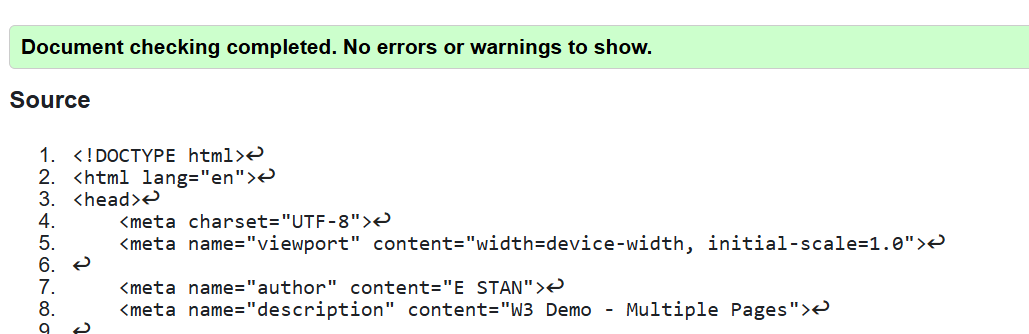 Document checking completed. No errors or warnings to show.
Source
1. <!DOCTYPE html>↩
2. <html lang="en">↩
3. <head>↩
4.     <meta charset="UTF-8">↩
5.     <meta name="viewport" content="width=device-width, initial-scale=1.0">↩
6. ↩
7.     <meta name="author" content="E STAN">↩
8.     <meta name="description" content="W3 Demo - Multiple Pages">↩
9. ↩